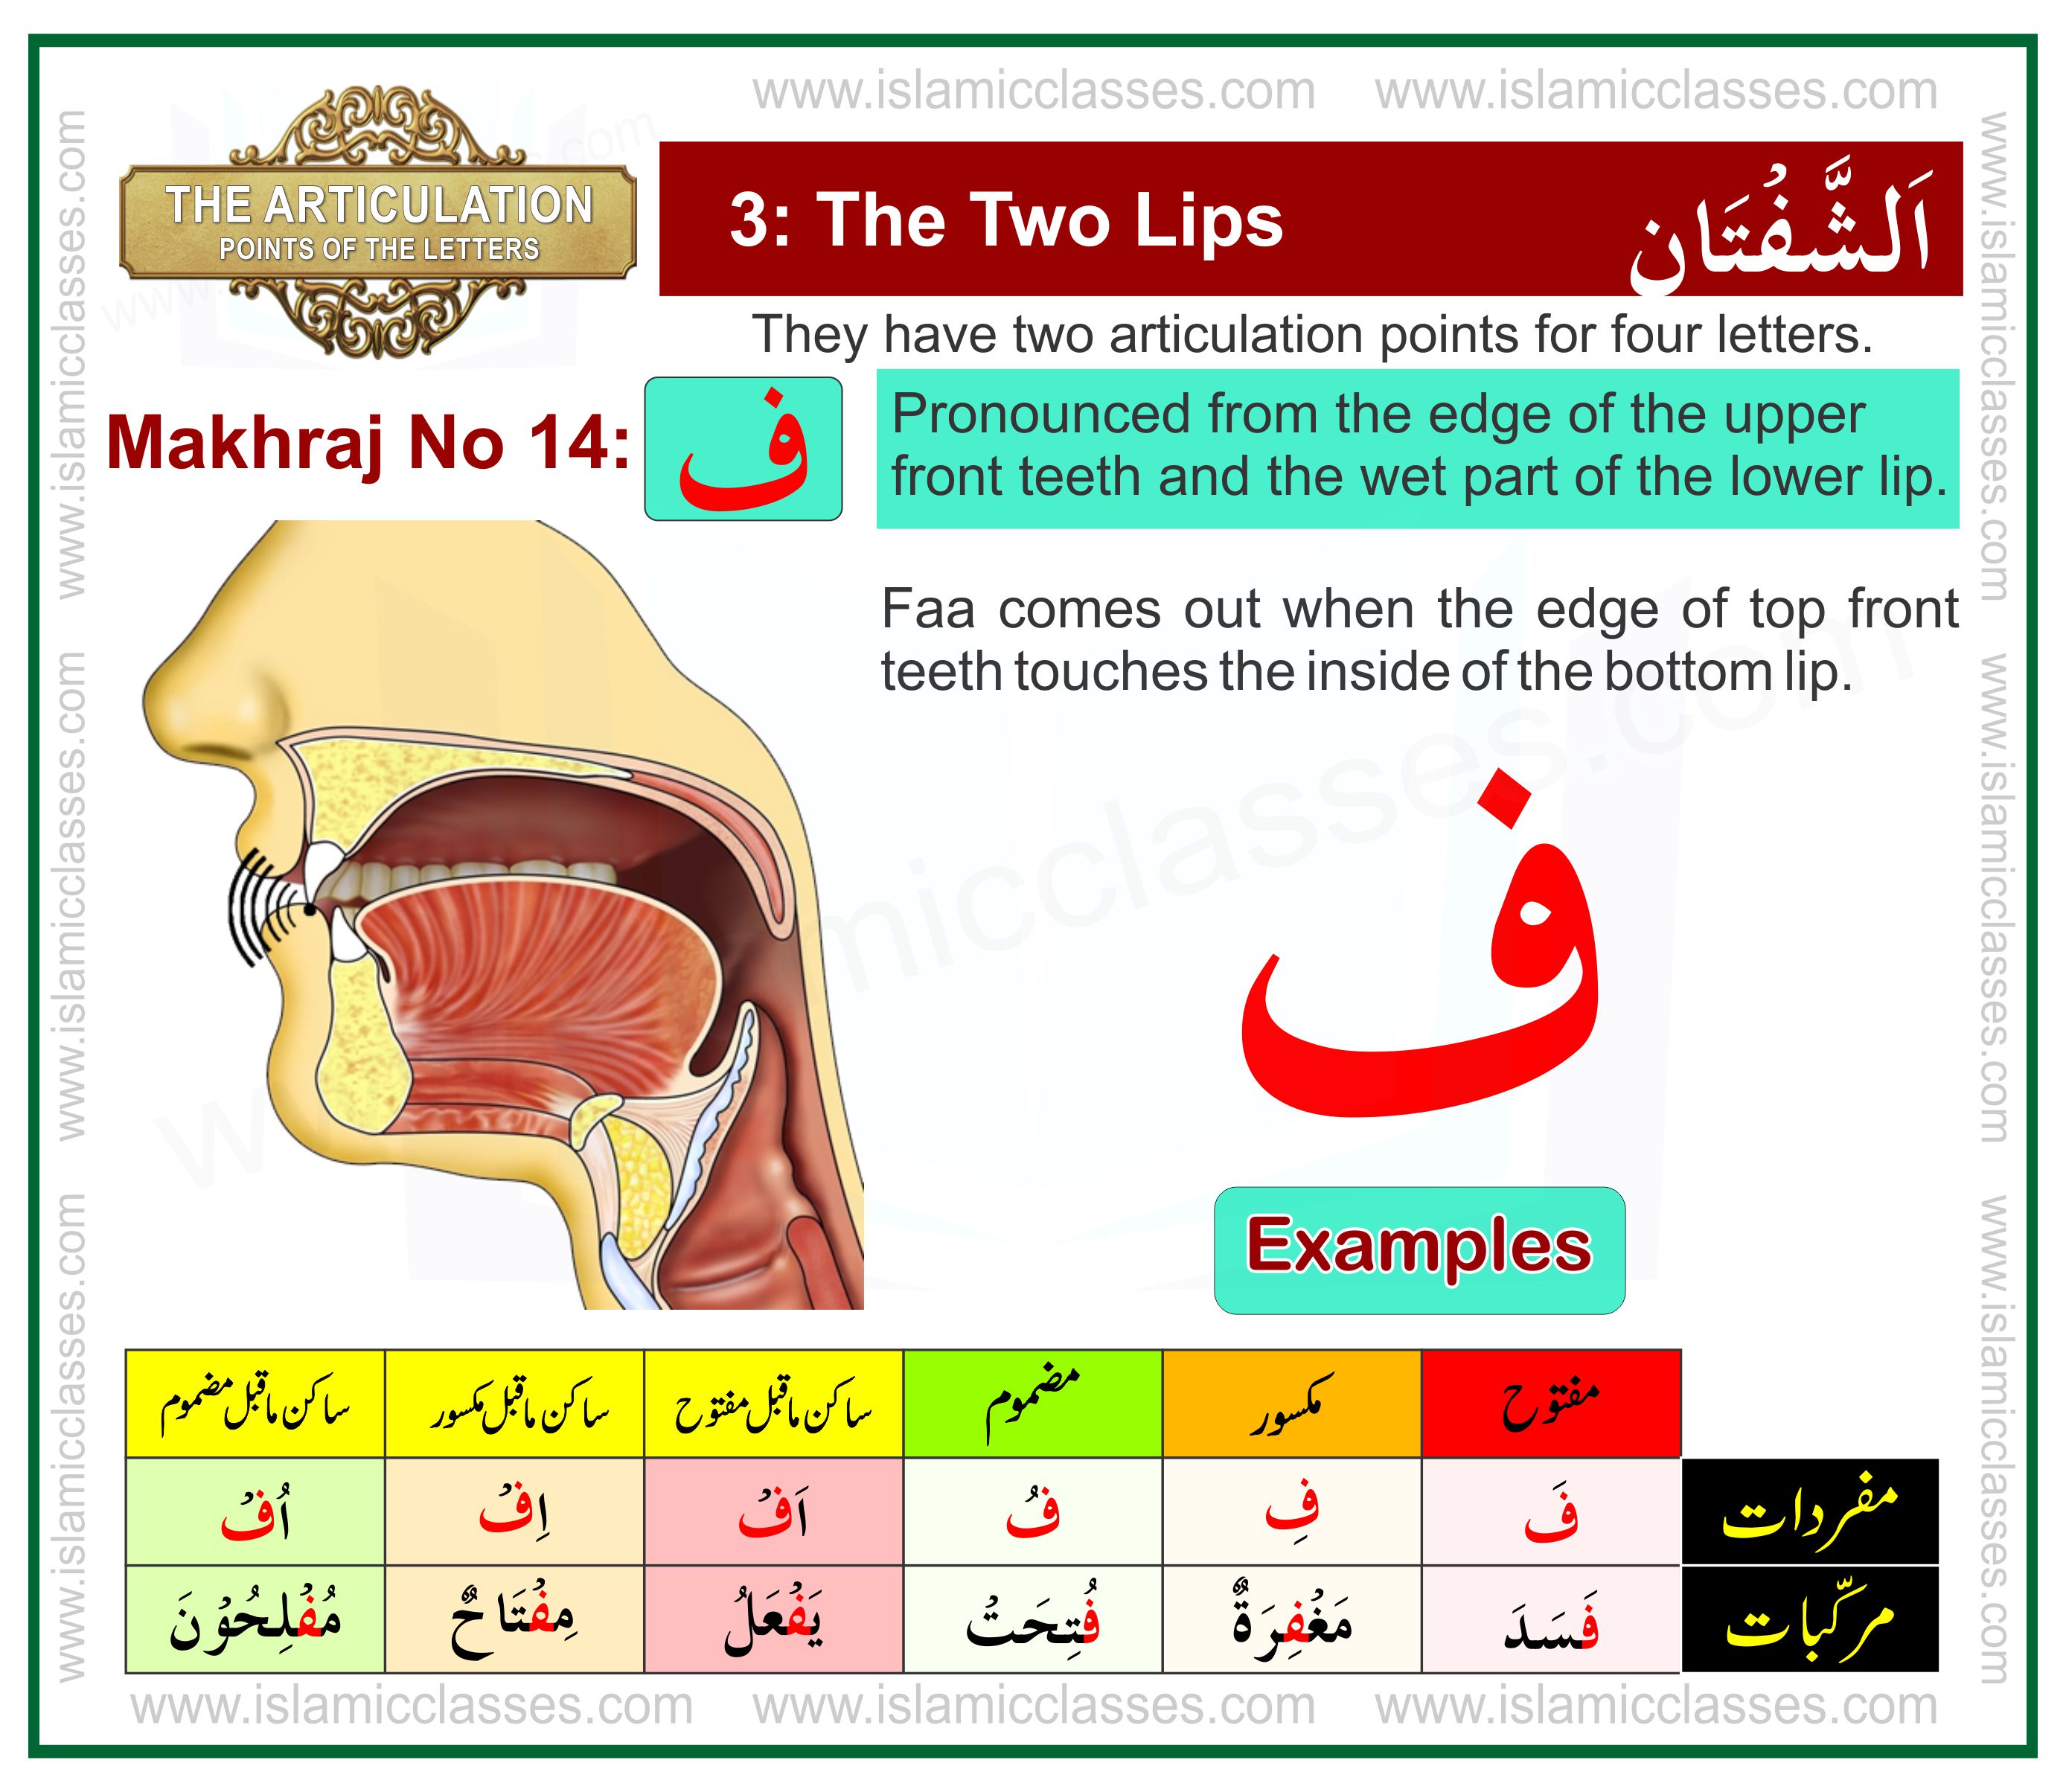 www.islamicclasses.com www.islamicclasses.com
THE ARTICULATION
POINTS OF THE LETTERS
3: The Two Lips
اَلشَّفُتَان
They have two articulation points for four letters.
Makhraj No 14:
ف
Pronounced from the edge of the upper
front teeth and the wet part of the lower lip.
Faa comes out when the edge of top front
teeth touches the inside of the bottom lip.
ف
Examples
مفتوح مکسور مضموم ساکن ماقبل مفتوح ساکن ماقبل مکسور ساکن ماقبل مضموم
مفردات فَ فِ فُ اَفْ اِفْ اُفْ
مرکّبات فَسَدَ مَغْفِرَةٌ فُتِحَتْ يَفْعَلُ مِفْتَاحٌ مُفْلِحُوْنَ
www.islamicclasses.com www.islamicclasses.com www.islamicclasses.com
www.islamicclasses.com www.islamicclasses.com www.islamicclasses.com
www.islamicclasses.com www.islamicclasses.com www.islamicclasses.com